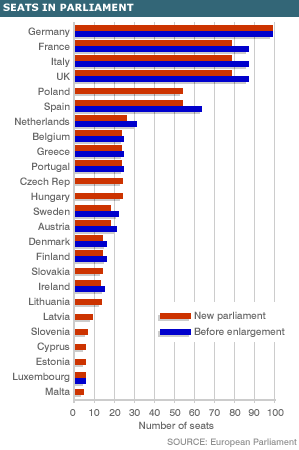 SEATS IN PARLIAMENT
Germany
France
Italy
UK
Poland
Spain
Netherlands
Belgium
Greece
Portugal
Czech Rep
Hungary
Sweden
Austria
Denmark
Finland
Slovakia
Ireland
Lithuania
Latvia
Slovenia
Cyprus
Estonia
Luxembourg
Malta
New parliament
Before enlargement
0 10 20 30 40 50 60 70 80 90 100
Number of seats
SOURCE: European Parliament